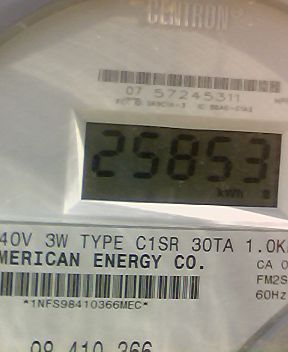 CENTRON®
07 57245311
25853
kWh
40V 3W TYPE C1SR 30TA 1.0K
MERICAN ENERGY CO.
CA 0
FM2S
*1NFS98410366MEC*
60Hz
98 410 366